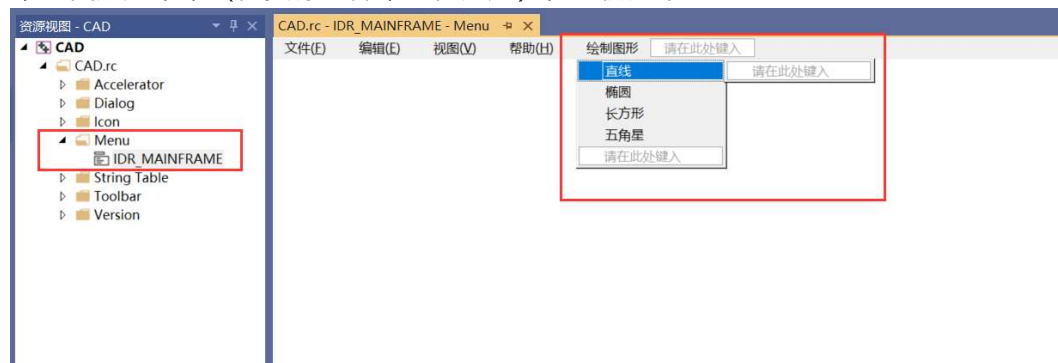 资源视图 - CAD
CAD
CAD.rc
Accelerator
Dialog
Icon
Menu
IDR_MAINFRAME
String Table
Toolbar
Version
CAD.rc - IDR_MAINFRAME - Menu
文件(F) 编辑(E) 视图(V) 帮助(H) 绘制图形 请在此处键入
直线 请在此处键入
椭圆
长方形
五角星
请在此处键入